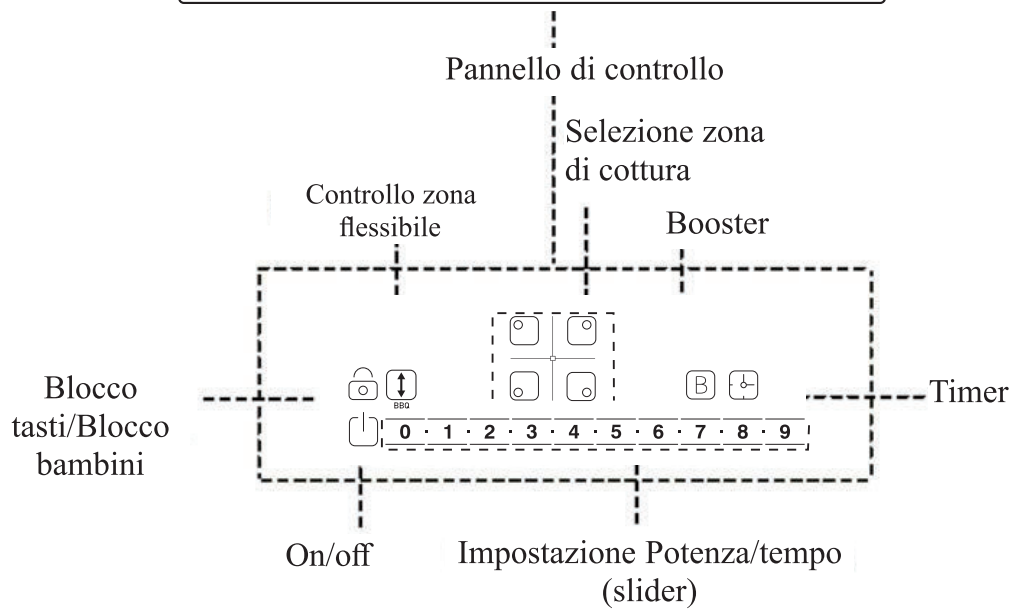 Pannello di controllo
Selezione zona
di cottura
Controllo zona
flessibile
Booster
Blocco
tasti/Blocco
bambini
BBQ
B
Timer
0 · 1 · 2 · 3 · 4 · 5 · 6 · 7 · 8 · 9
On/off
Impostazione Potenza/tempo
(slider)